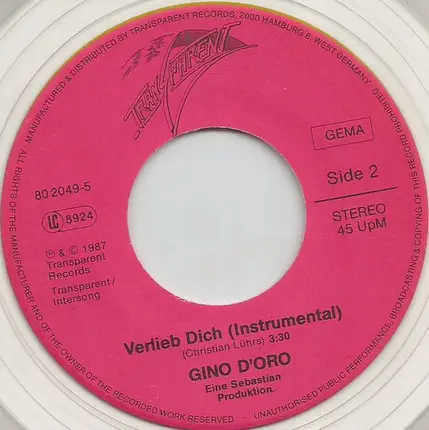 MANUFACTURED & DISTRIBUTED BY TRANSPARENT RECORDS, 2000 HAMBURG 5, WEST GERMANY
TRANSPARENT
GEMA
Side 2
STEREO
45 UpM
80 2049-5
LC 8924
℗ & © 1987
Transparent
Records
Transparent/
Intersong
Verlieb Dich (Instrumental)
(Christian Lührs) 3:30
GINO D'ORO
Eine Sebastian
Produktion.
ALL RIGHTS OF THE MANUFACTURER AND OF THE OWNER OF THE RECORDED WORK RESERVED · UNAUTHORISED PUBLIC PERFORMANCE, BROADCASTING & COPYING OF THIS RECORD PROHIBITED